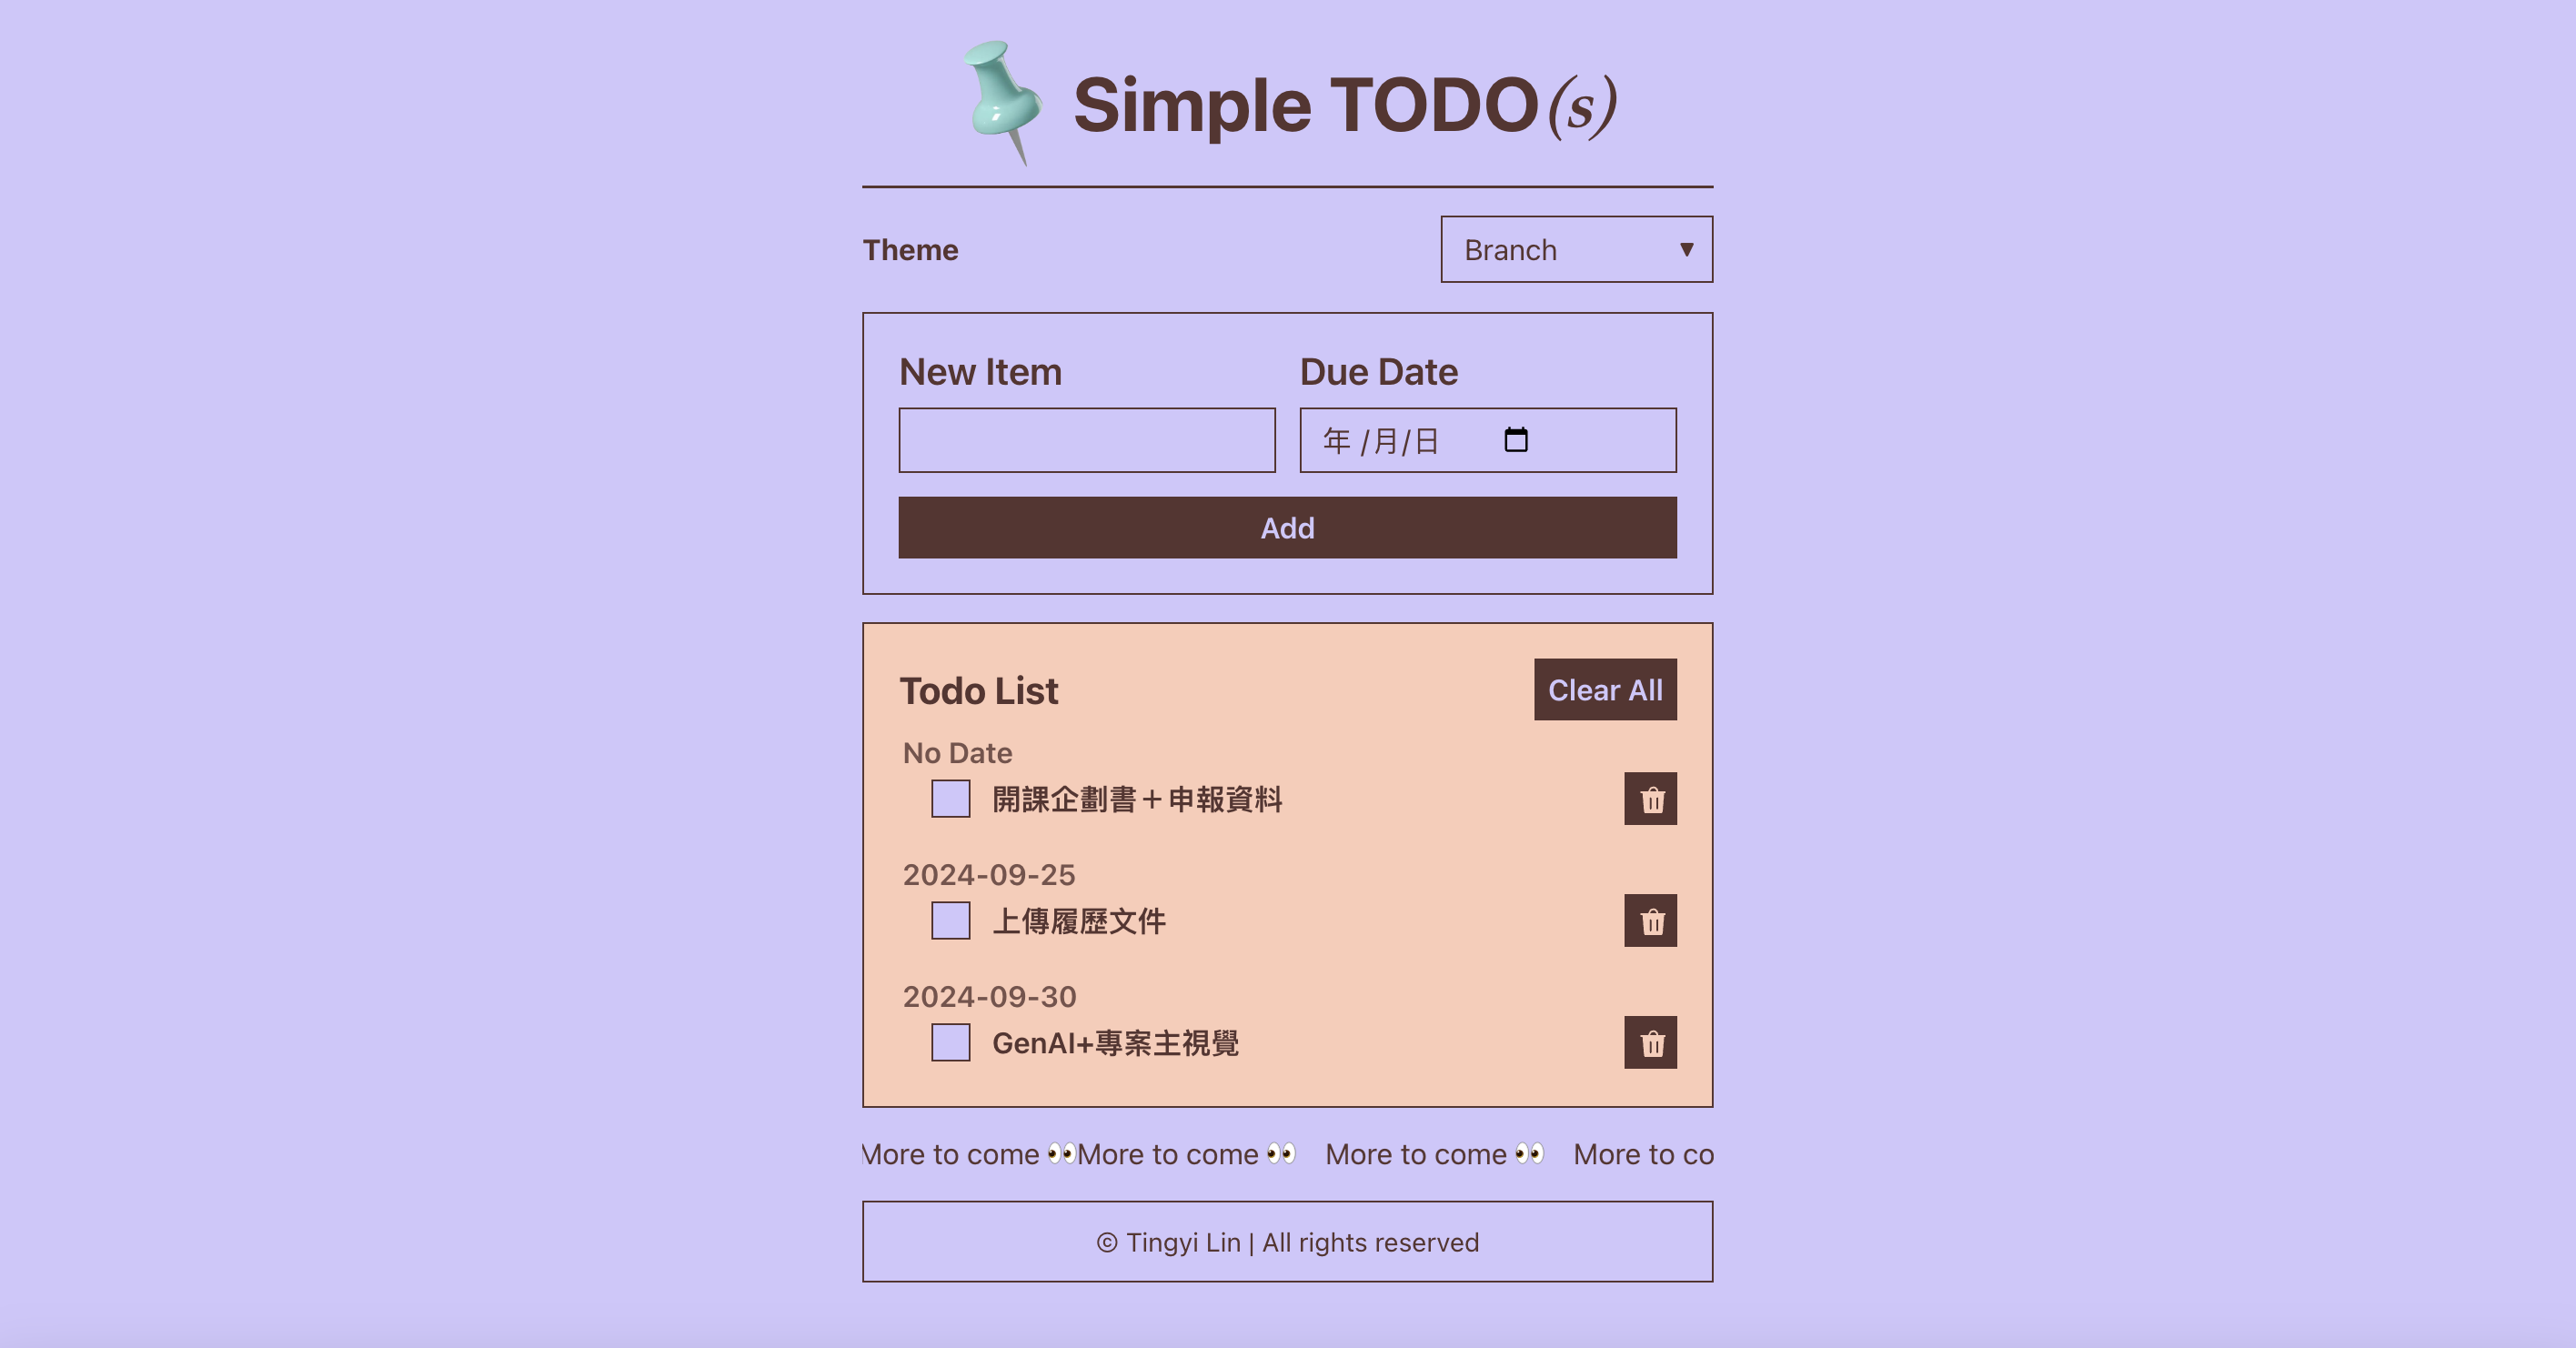 Simple TODO(s)
Theme
Branch ▼
New Item
Due Date
年 /月/日
Add
Todo List
Clear All
No Date
開課企劃書＋申報資料
2024-09-25
上傳履歷文件
2024-09-30
GenAI+專案主視覺
More to come 👀More to come 👀 More to come 👀 More to co
© Tingyi Lin | All rights reserved